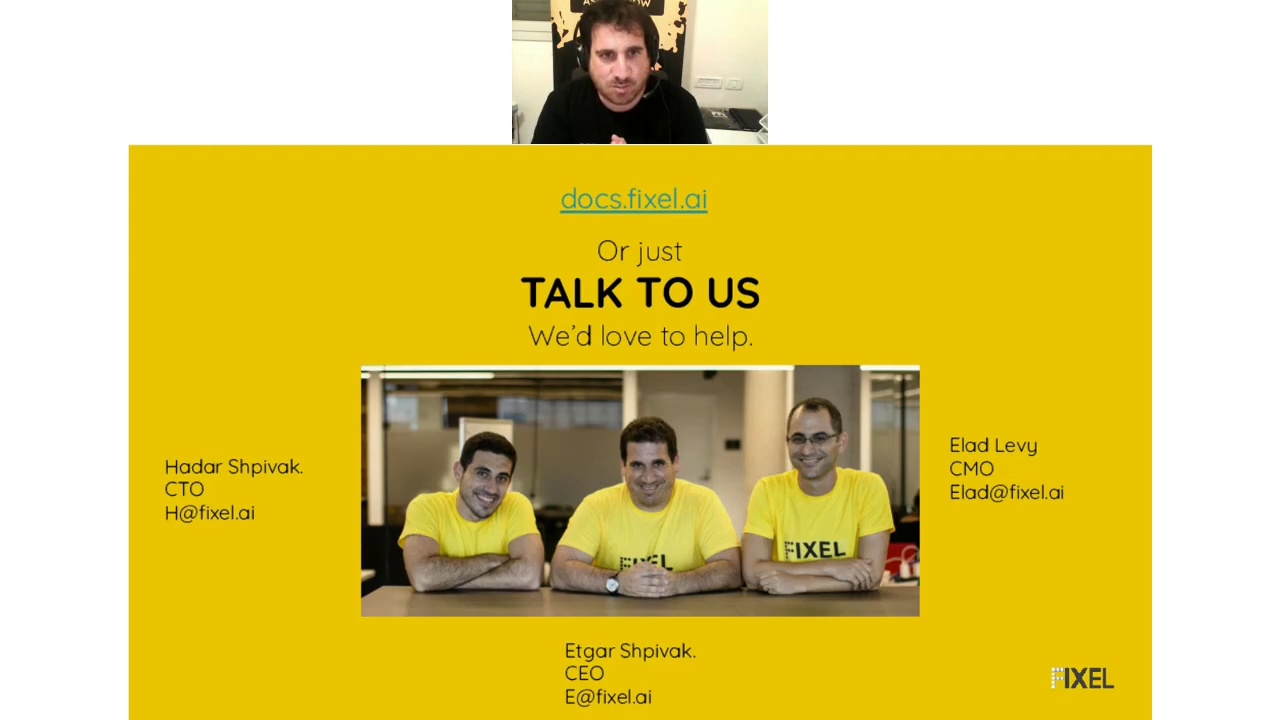 docs.fixel.ai
Or just
TALK TO US
We'd love to help.
Hadar Shpivak.
CTO
H@fixel.ai
Elad Levy
CMO
Elad@fixel.ai
FIXEL
FIXEL
Etgar Shpivak.
CEO
E@fixel.ai
FIXEL